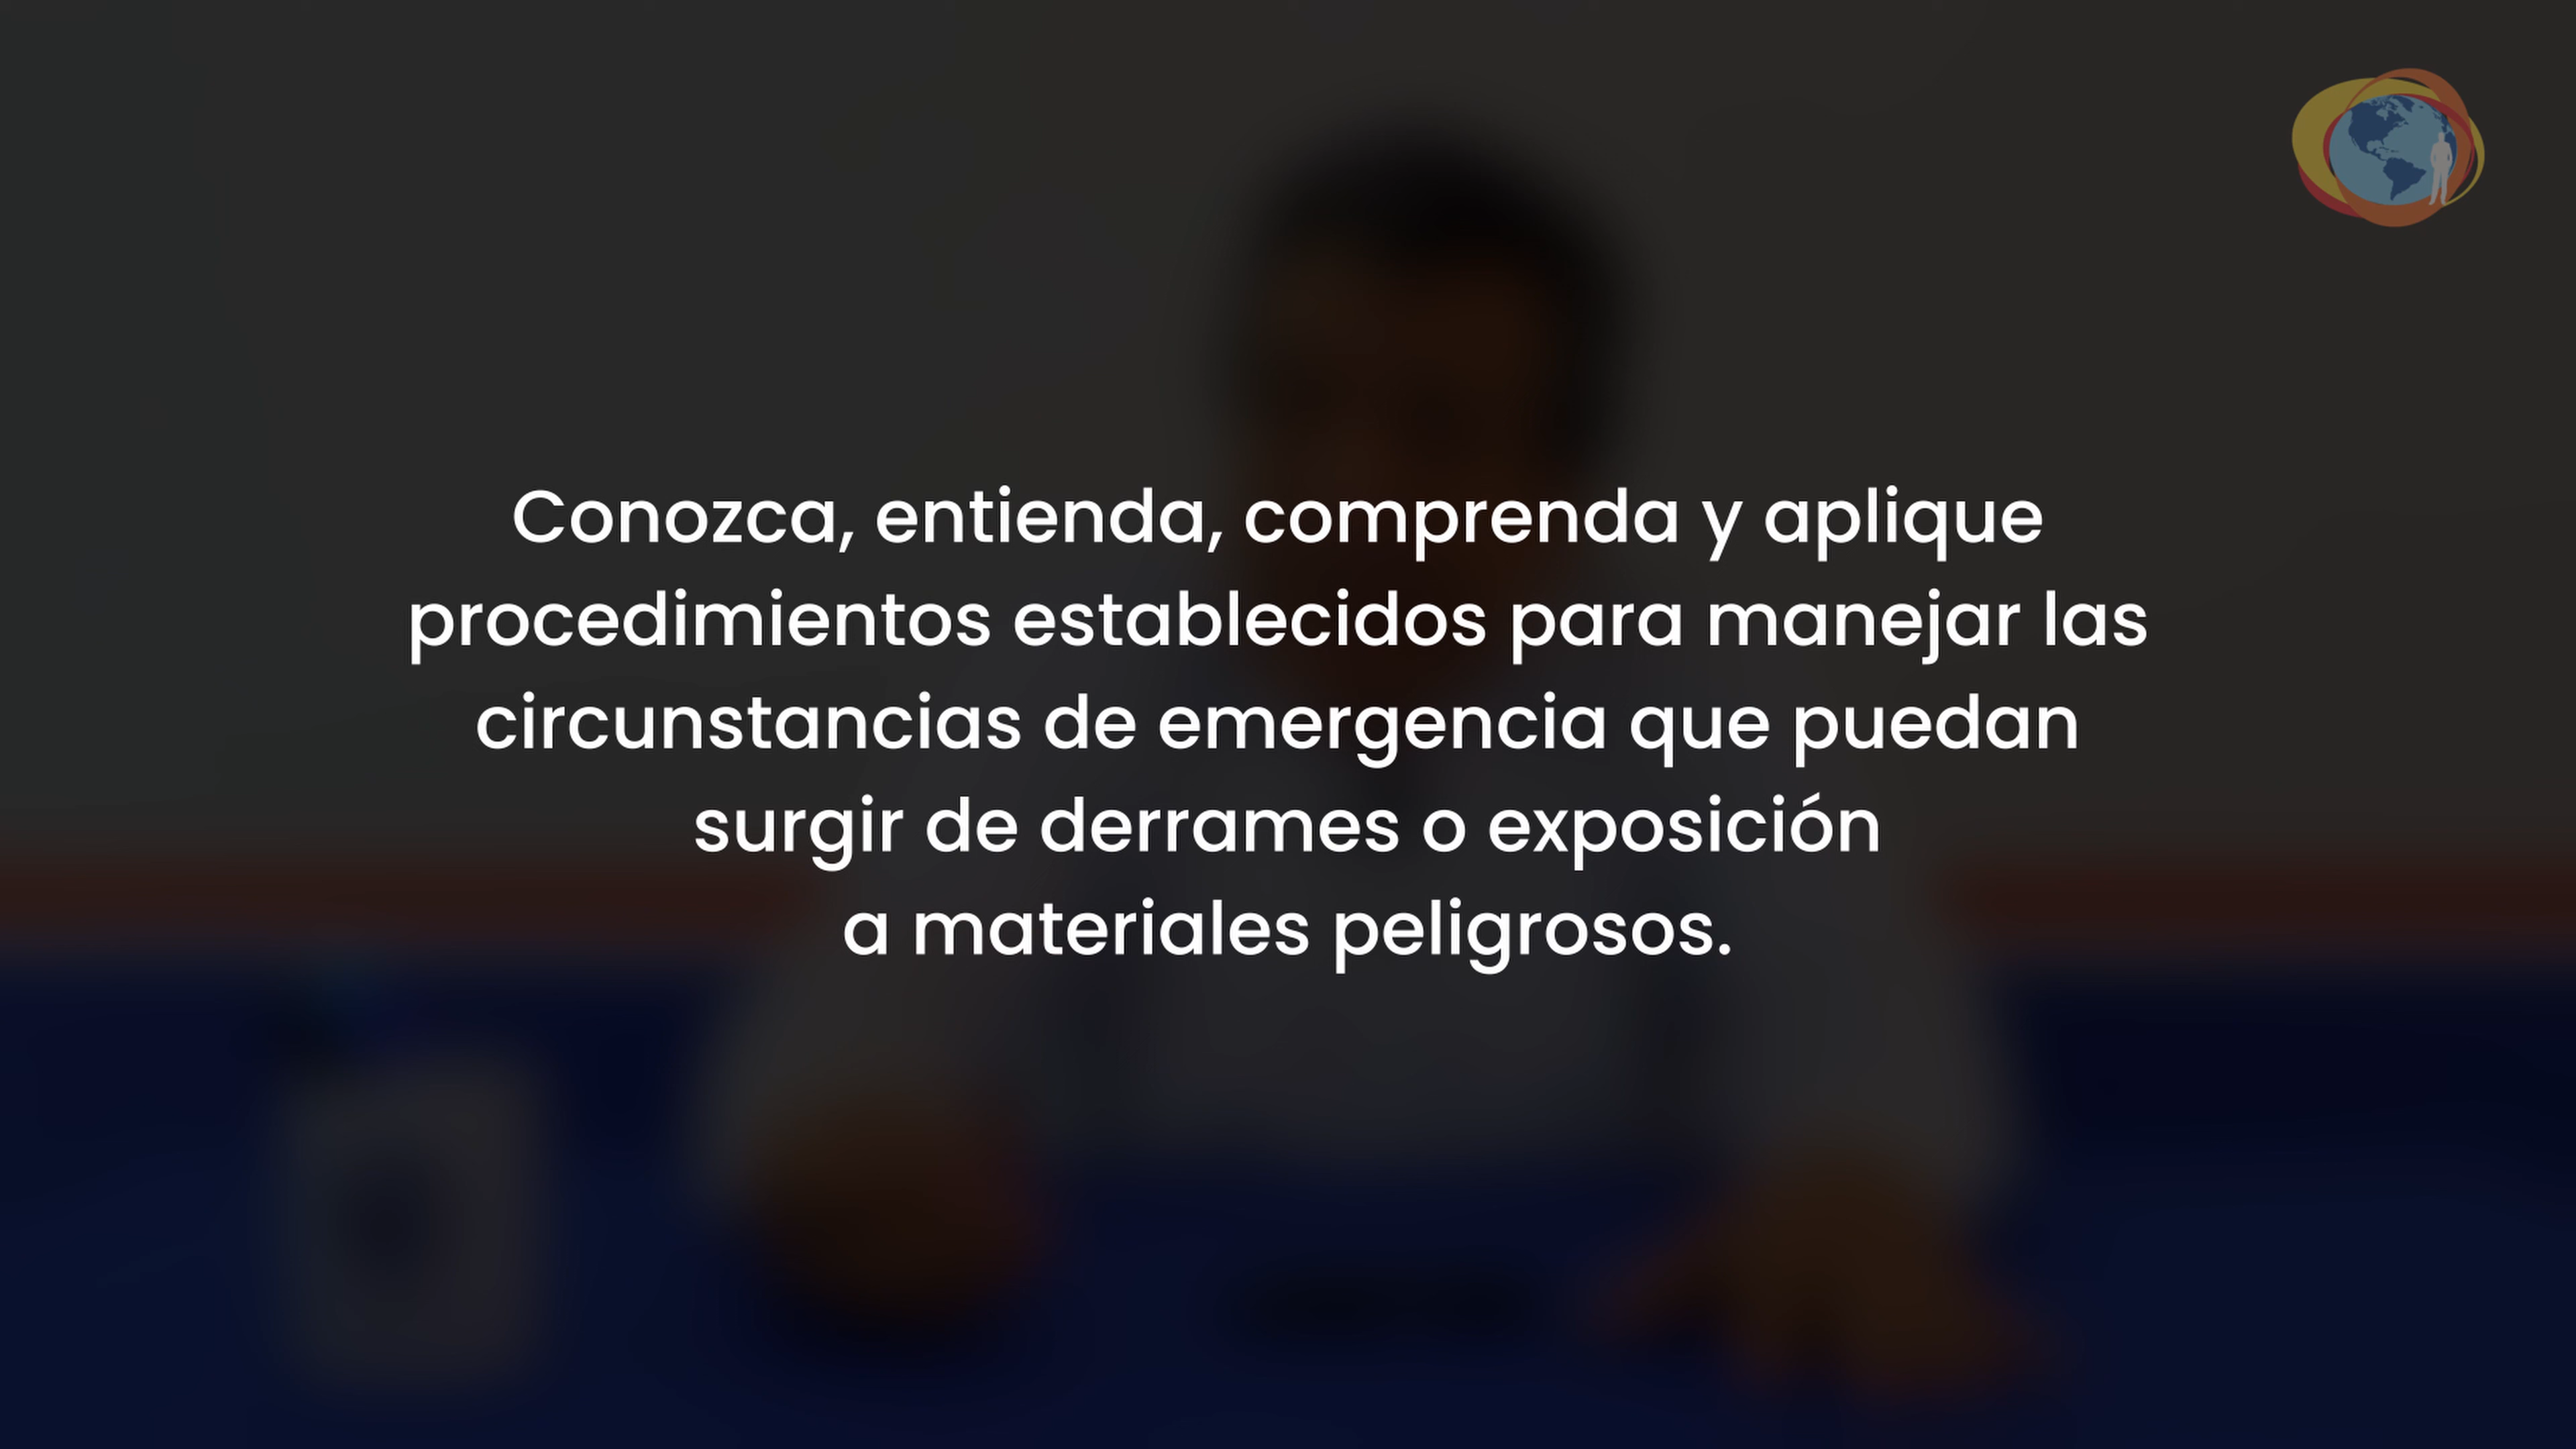 Conozca, entienda, comprenda y aplique
procedimientos establecidos para manejar las
circunstancias de emergencia que puedan
surgir de derrames o exposición
a materiales peligrosos.